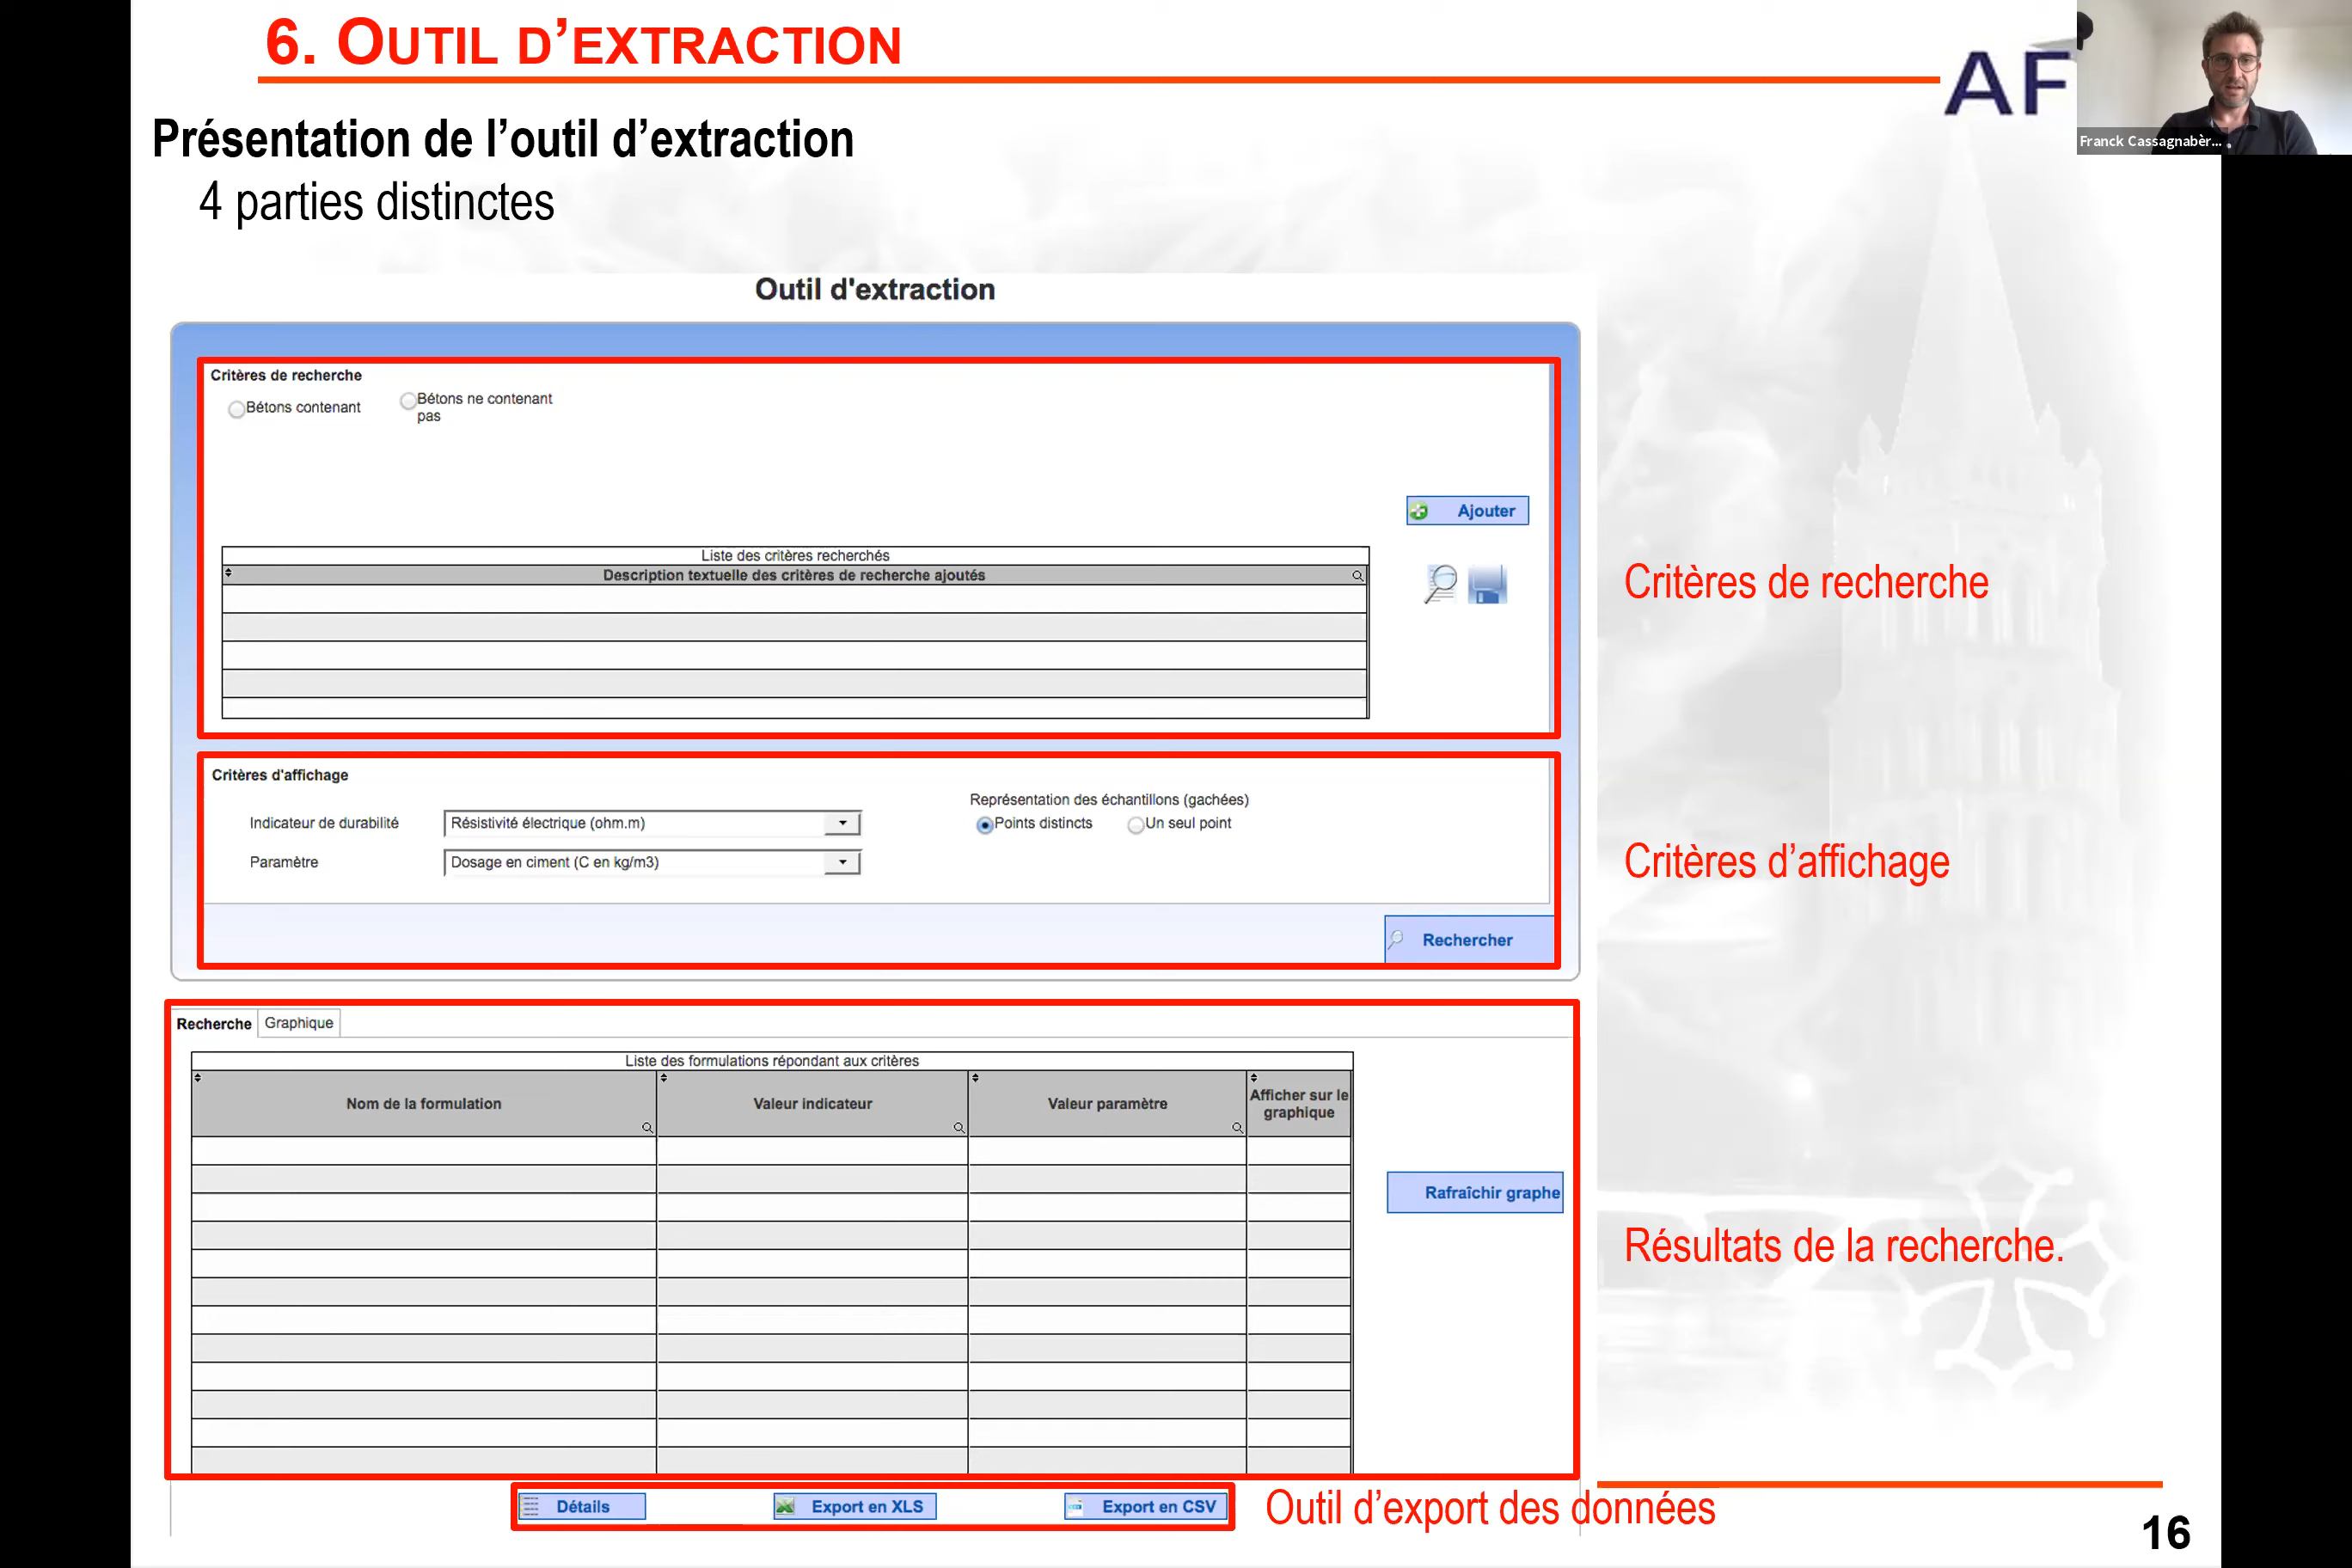 6. OUTIL D’EXTRACTION
AF
Franck Cassagnabèr...
Présentation de l’outil d’extraction
4 parties distinctes
Outil d'extraction
Critères de recherche
Bétons contenant
Bétons ne contenant
pas
Ajouter
Liste des critères recherchés
Description textuelle des critères de recherche ajoutés
Critères de recherche
Critères d'affichage
Représentation des échantillons (gachées)
Indicateur de durabilité
Résistivité électrique (ohm.m)
Points distincts
Un seul point
Paramètre
Dosage en ciment (C en kg/m3)
Critères d’affichage
Rechercher
Recherche
Graphique
Liste des formulations répondant aux critères
Nom de la formulation
Valeur indicateur
Valeur paramètre
Afficher sur le
graphique
Rafraîchir graphe
Résultats de la recherche.
Détails
Export en XLS
Export en CSV
Outil d’export des données
16